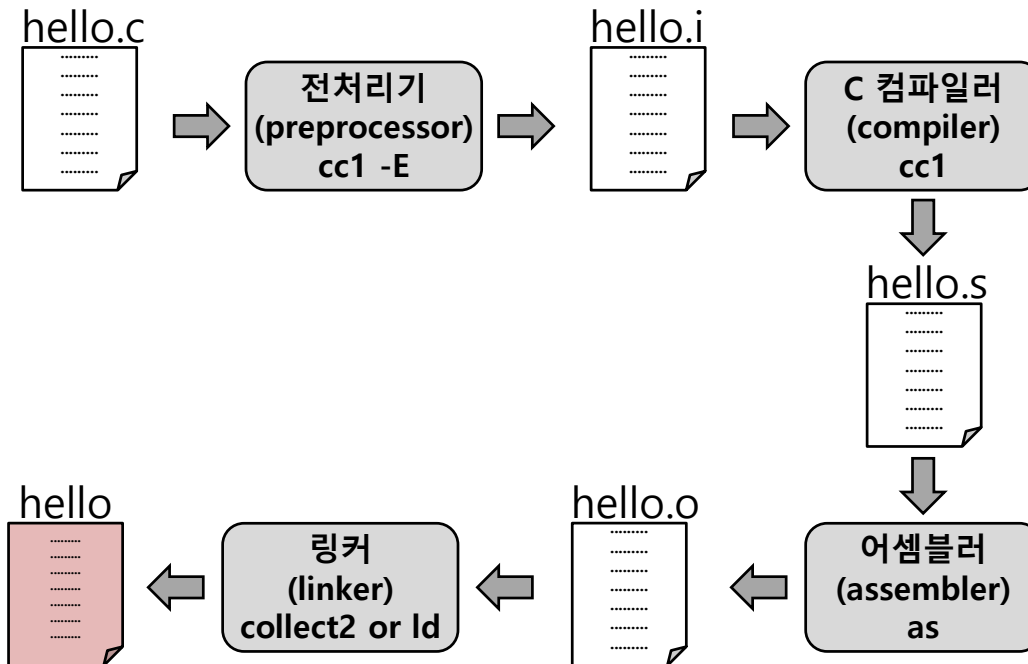 hello.c
전처리기
(preprocessor)
cc1 -E
hello.i
C 컴파일러
(compiler)
cc1
hello.s
어셈블러
(assembler)
as
hello.o
링커
(linker)
collect2 or ld
hello